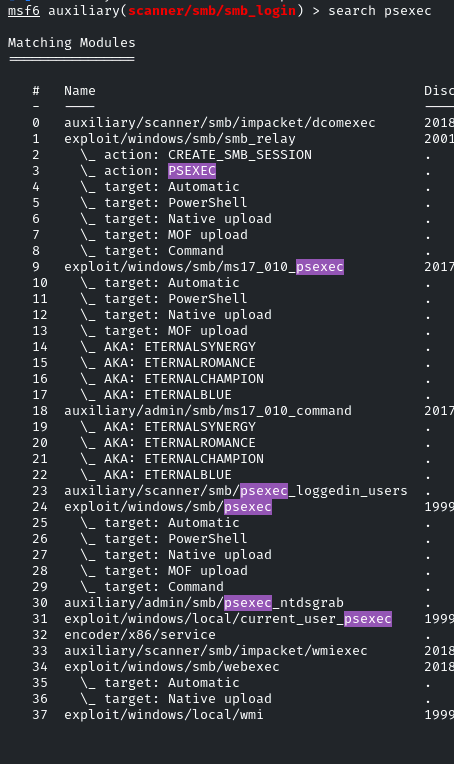 msf6 auxiliary(scanner/smb/smb_login) > search psexec
Matching Modules
================
#   Name   Disc
-   ----   ----
0   auxiliary/scanner/smb/impacket/dcomexec   2018
1   exploit/windows/smb/smb_relay   2001
2   \_ action: CREATE_SMB_SESSION   .
3   \_ action: PSEXEC   .
4   \_ target: Automatic   .
5   \_ target: PowerShell   .
6   \_ target: Native upload   .
7   \_ target: MOF upload   .
8   \_ target: Command   .
9   exploit/windows/smb/ms17_010_psexec   2017
10   \_ target: Automatic   .
11   \_ target: PowerShell   .
12   \_ target: Native upload   .
13   \_ target: MOF upload   .
14   \_ AKA: ETERNALSYNERGY   .
15   \_ AKA: ETERNALROMANCE   .
16   \_ AKA: ETERNALCHAMPION   .
17   \_ AKA: ETERNALBLUE   .
18   auxiliary/admin/smb/ms17_010_command   2017
19   \_ AKA: ETERNALSYNERGY   .
20   \_ AKA: ETERNALROMANCE   .
21   \_ AKA: ETERNALCHAMPION   .
22   \_ AKA: ETERNALBLUE   .
23   auxiliary/scanner/smb/psexec_loggedin_users   .
24   exploit/windows/smb/psexec   1999
25   \_ target: Automatic   .
26   \_ target: PowerShell   .
27   \_ target: Native upload   .
28   \_ target: MOF upload   .
29   \_ target: Command   .
30   auxiliary/admin/smb/psexec_ntdsgrab   .
31   exploit/windows/local/current_user_psexec   1999
32   encoder/x86/service   .
33   auxiliary/scanner/smb/impacket/wmiexec   2018
34   exploit/windows/smb/webexec   2018
35   \_ target: Automatic   .
36   \_ target: Native upload   .
37   exploit/windows/local/wmi   1999